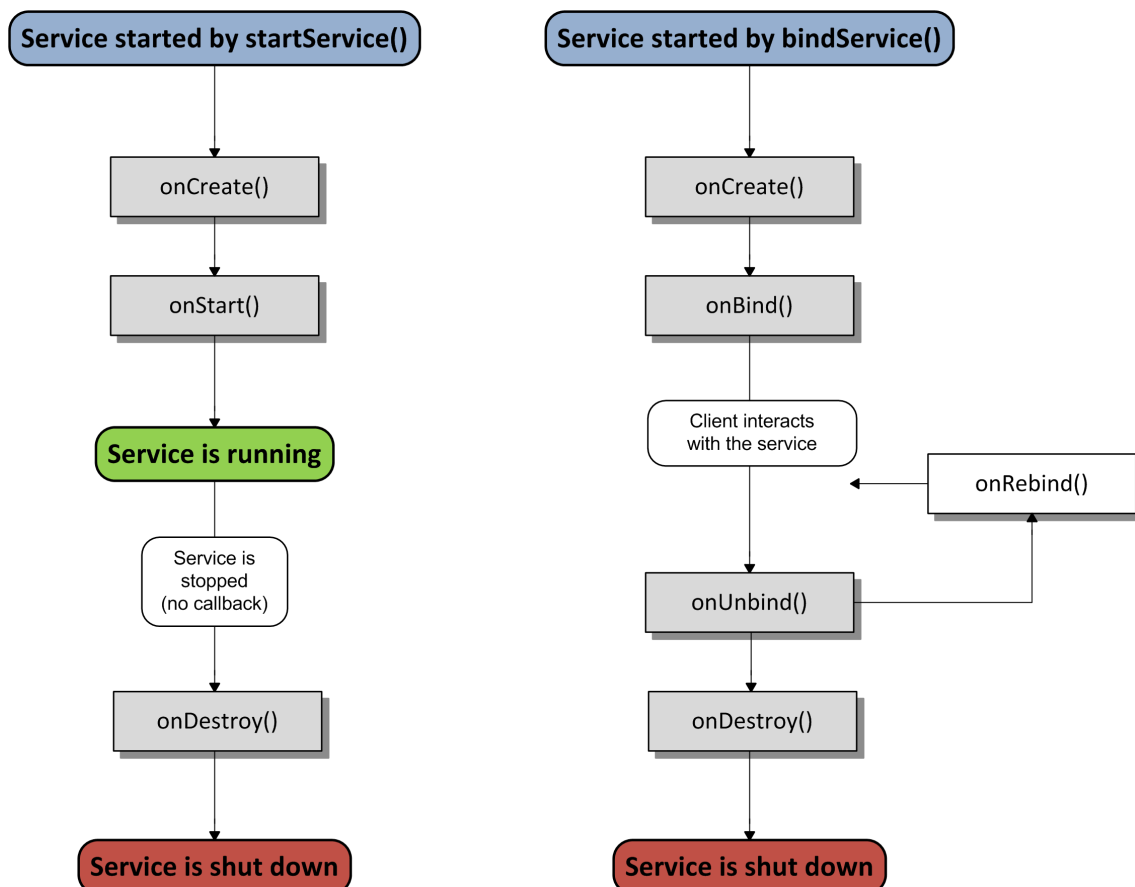 Service started by startService()
onCreate()
onStart()
Service is running
Service is
stopped
(no callback)
onDestroy()
Service is shut down
Service started by bindService()
onCreate()
onBind()
Client interacts
with the service
onRebind()
onUnbind()
onDestroy()
Service is shut down